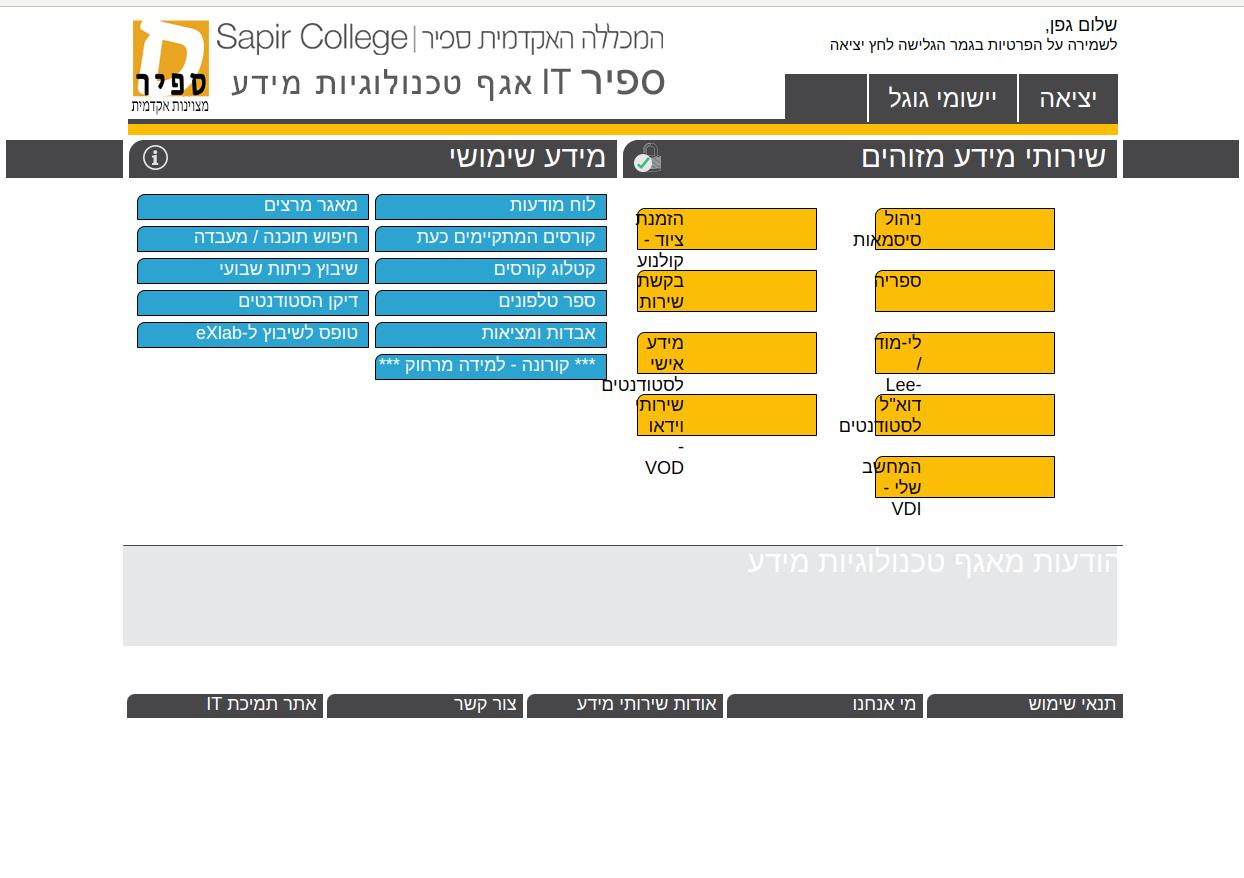 שלום גפן,
לשמירה על הפרטיות בגמר הגלישה לחץ יציאה
Sapir College | המכללה האקדמית ספיר
ספיר IT אגף טכנולוגיות מידע
ספיר
מצוינות אקדמית
יציאה
יישומי גוגל
שירותי מידע מזוהים
ניהול
סיסמאות
ספריה
לי-מוד
/
Lee-
דוא"ל
לסטודנטים
המחשב
שלי -
VDI
הזמנת
ציוד -
קולנוע
בקשת
שירות
מידע
אישי
לסטודנטים
שירותי
וידאו
-
VOD
מידע שימושי
לוח מודעות
קורסים המתקיימים כעת
קטלוג קורסים
ספר טלפונים
אבדות ומציאות
*** קורונה - למידה מרחוק ***
מאגר מרצים
חיפוש תוכנה / מעבדה
שיבוץ כיתות שבועי
דיקן הסטודנטים
טופס לשיבוץ ל-eXlab
הודעות מאגף טכנולוגיות מידע
תנאי שימוש
מי אנחנו
אודות שירותי מידע
צור קשר
אתר תמיכת IT